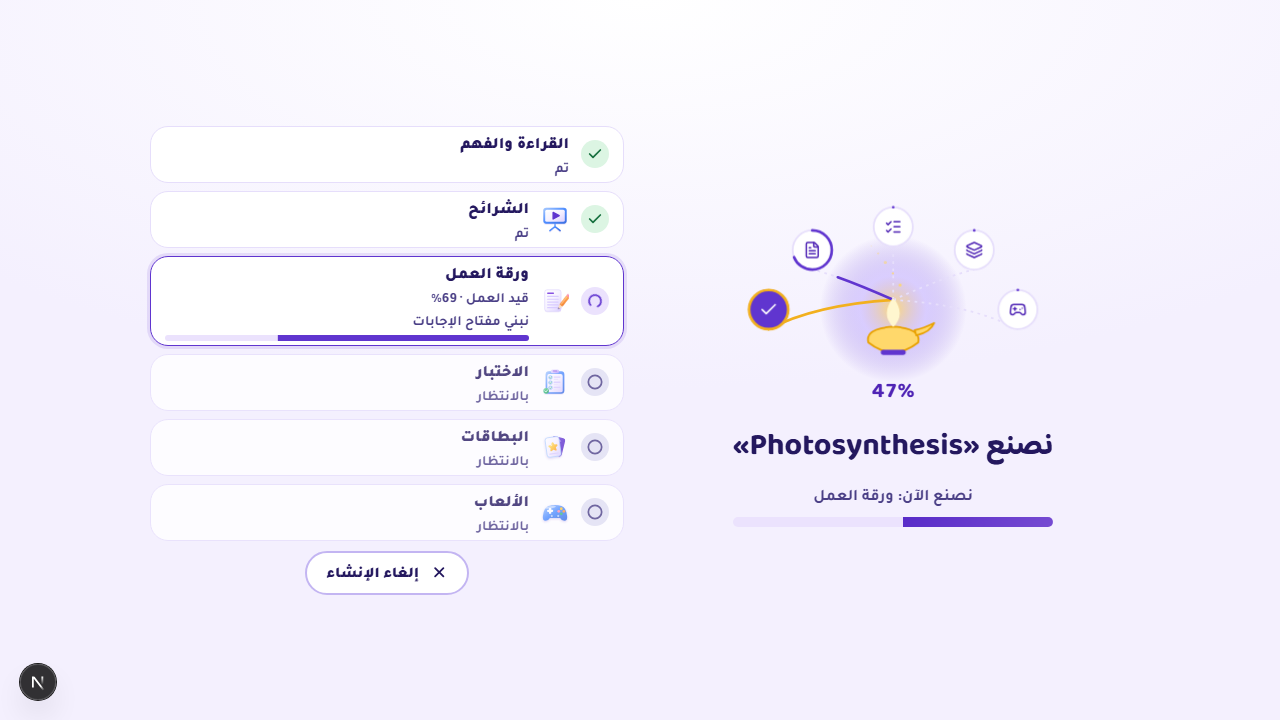 47%
نصنع «Photosynthesis»
نصنع الآن: ورقة العمل
القراءة والفهم
تم
الشرائح
تم
ورقة العمل
قيد العمل · 69%
نبني مفتاح الإجابات
الاختبار
بالانتظار
البطاقات
بالانتظار
الألعاب
بالانتظار
إلغاء الإنشاء
N